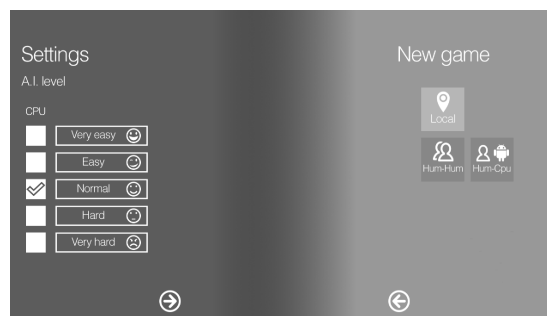 Settings
A.I. level
CPU
Very easy
Easy
Normal
Hard
Very hard
New game
Local
Hum-Hum
Hum-Cpu